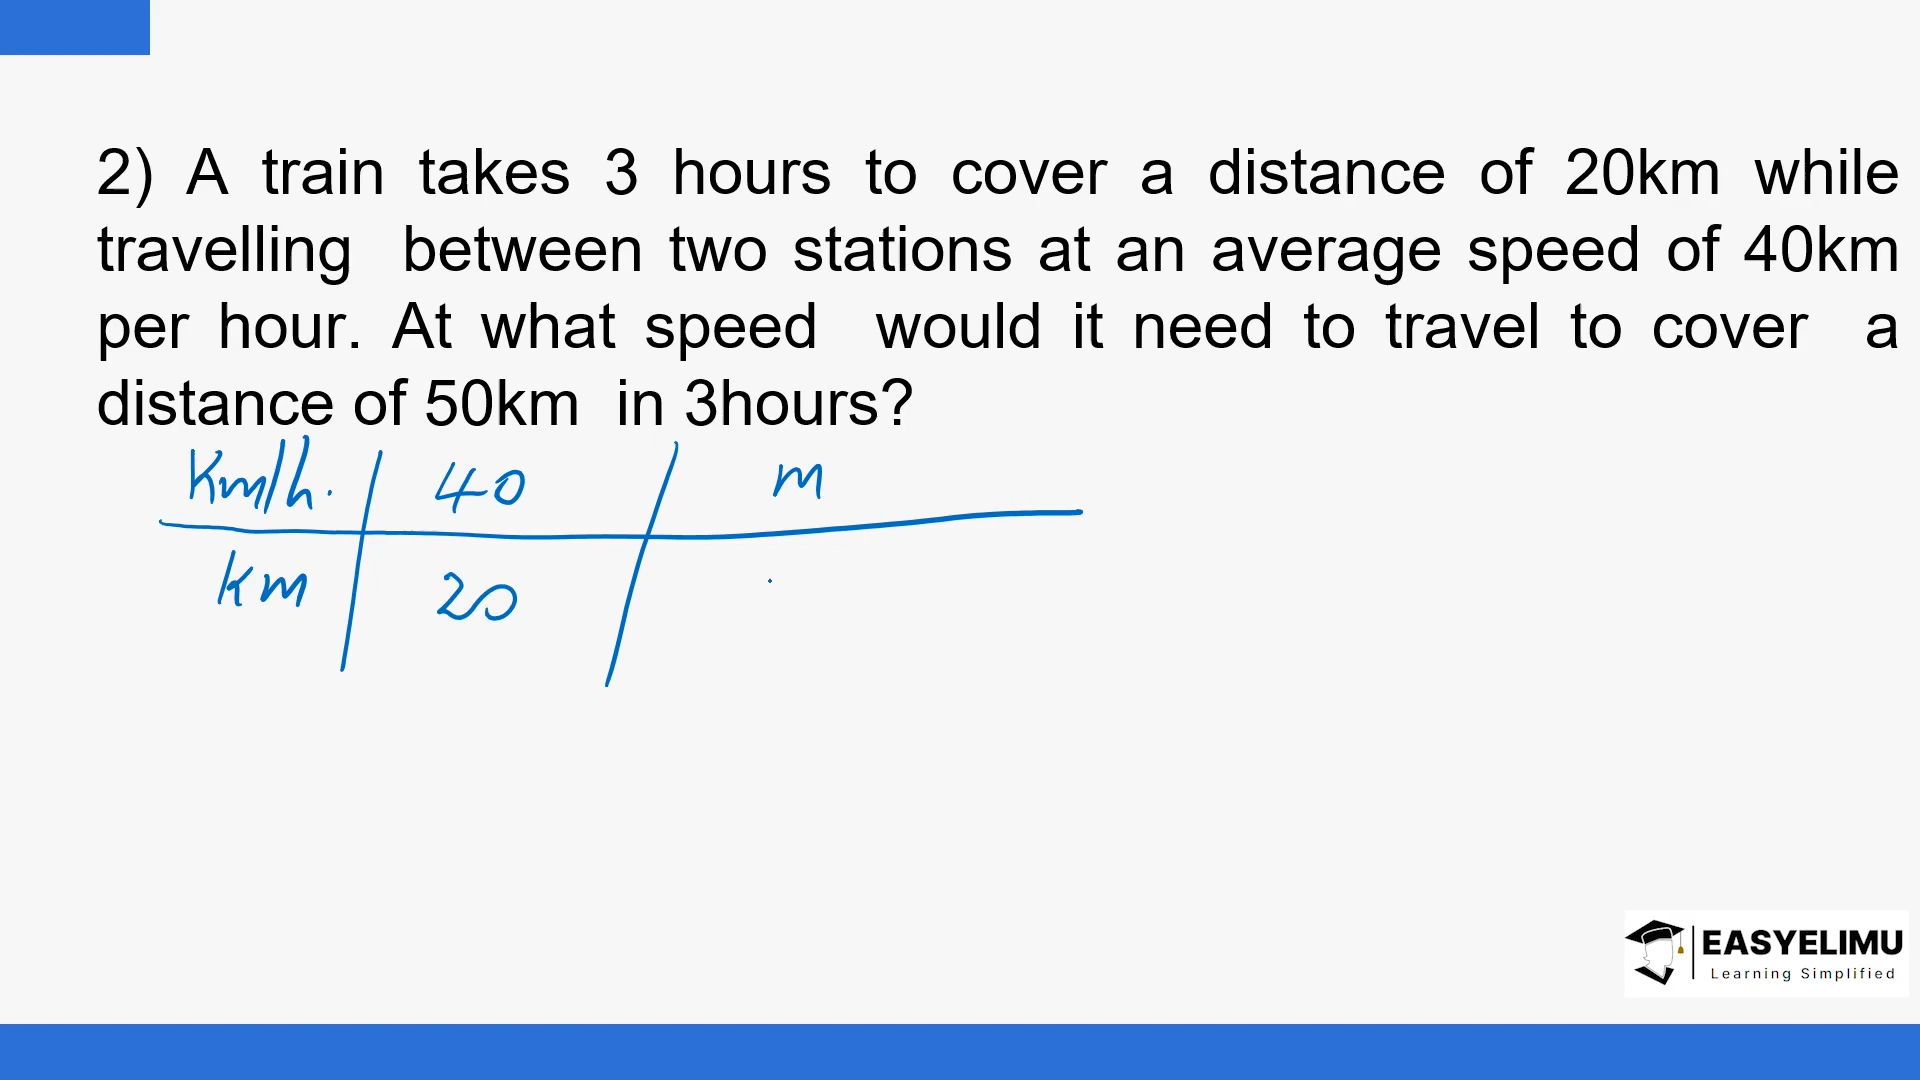 2) A train takes 3 hours to cover a distance of 20km while
travelling between two stations at an average speed of 40km
per hour. At what speed would it need to travel to cover a
distance of 50km in 3hours?
Km/h. 40 m
km 20
EASYELIMU
Learning Simplified